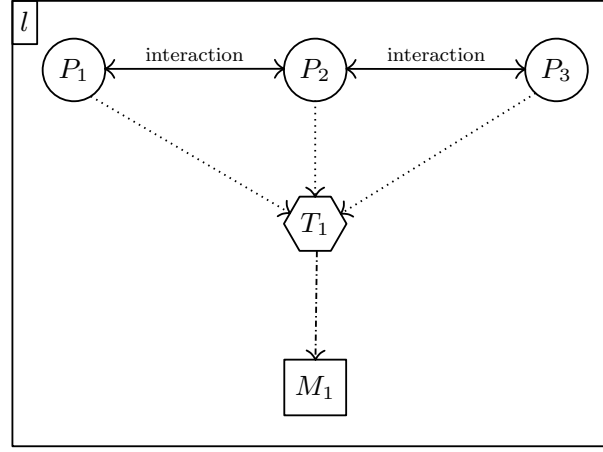 l
interaction interaction
P₁ P₂ P₃
T₁
M₁